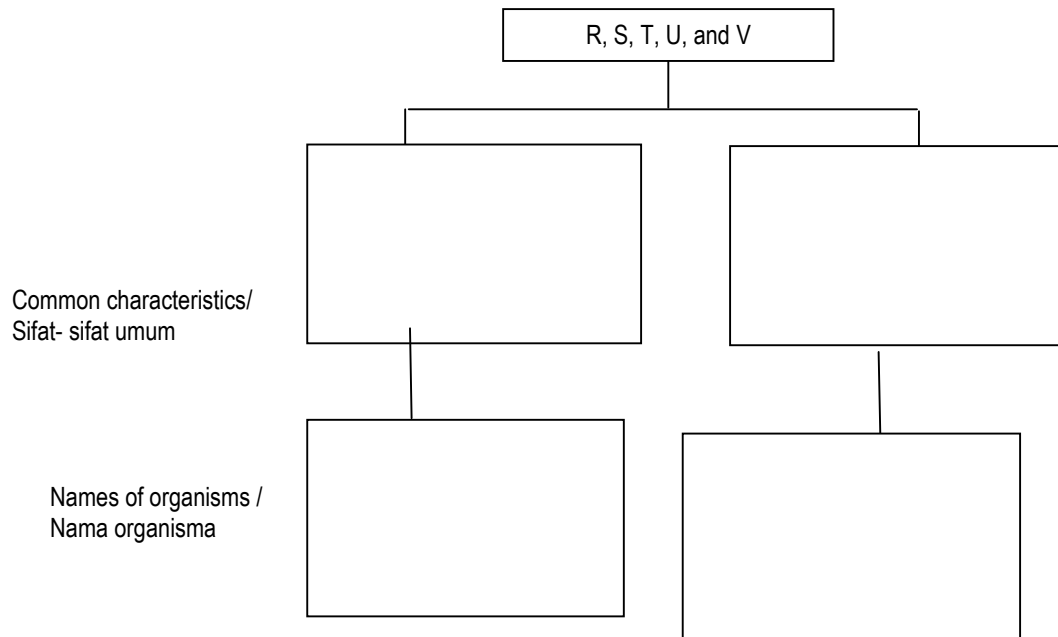 R, S, T, U, and V
Common characteristics/
Sifat- sifat umum
Names of organisms /
Nama organisma